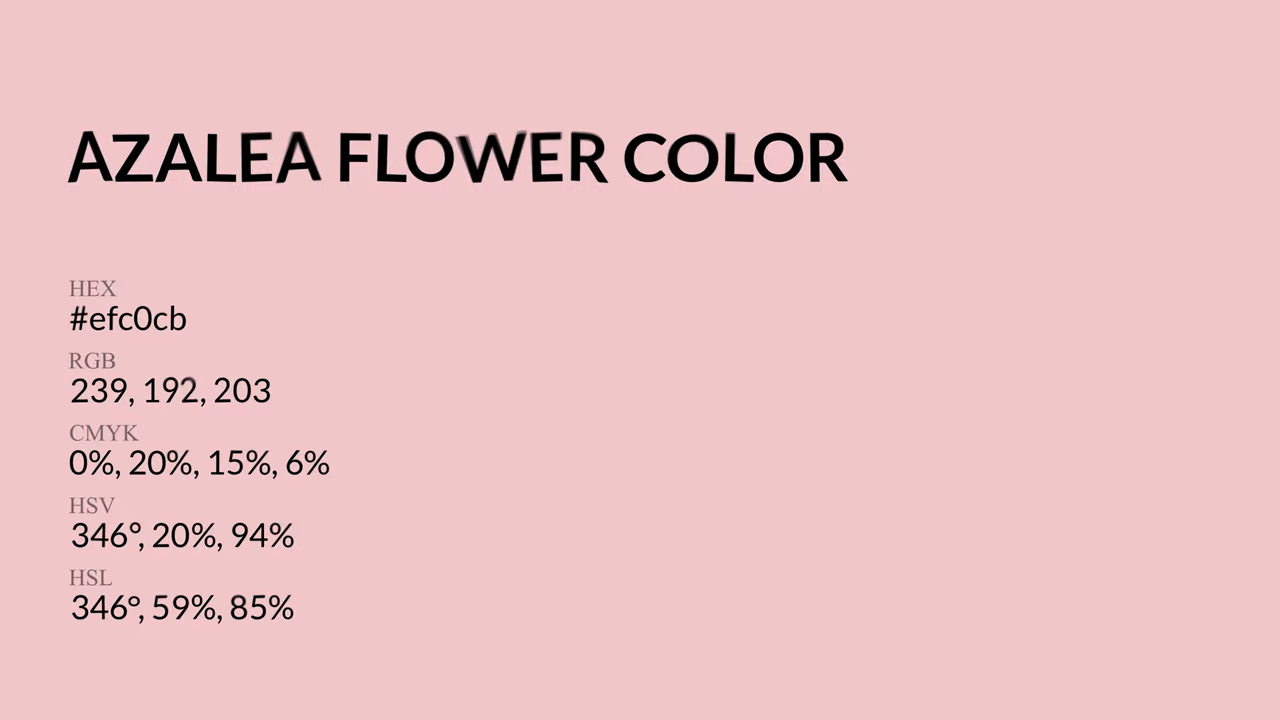 AZALEA FLOWER COLOR
HEX
#efc0cb
RGB
239, 192, 203
CMYK
0%, 20%, 15%, 6%
HSV
346°, 20%, 94%
HSL
346°, 59%, 85%